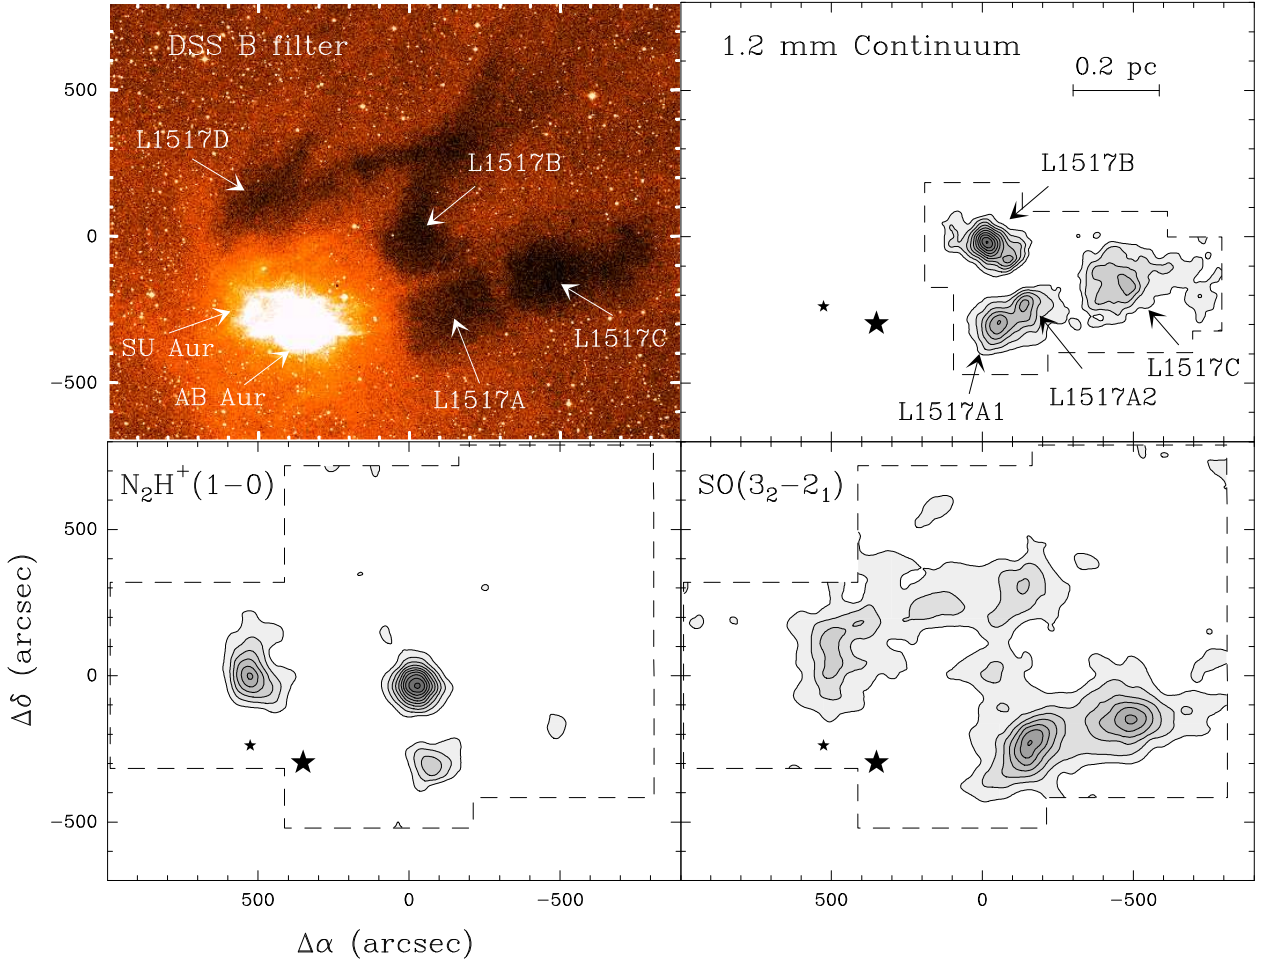 DSS B filter
L1517D
L1517B
L1517C
SU Aur
AB Aur
L1517A
500
0
−500
1.2 mm Continuum
0.2 pc
L1517B
L1517C
L1517A2
L1517A1
N₂H⁺(1−0)
500
0
−500
SO(3₂−2₁)
Δδ (arcsec)
500 0 −500
500 0 −500
Δα (arcsec)